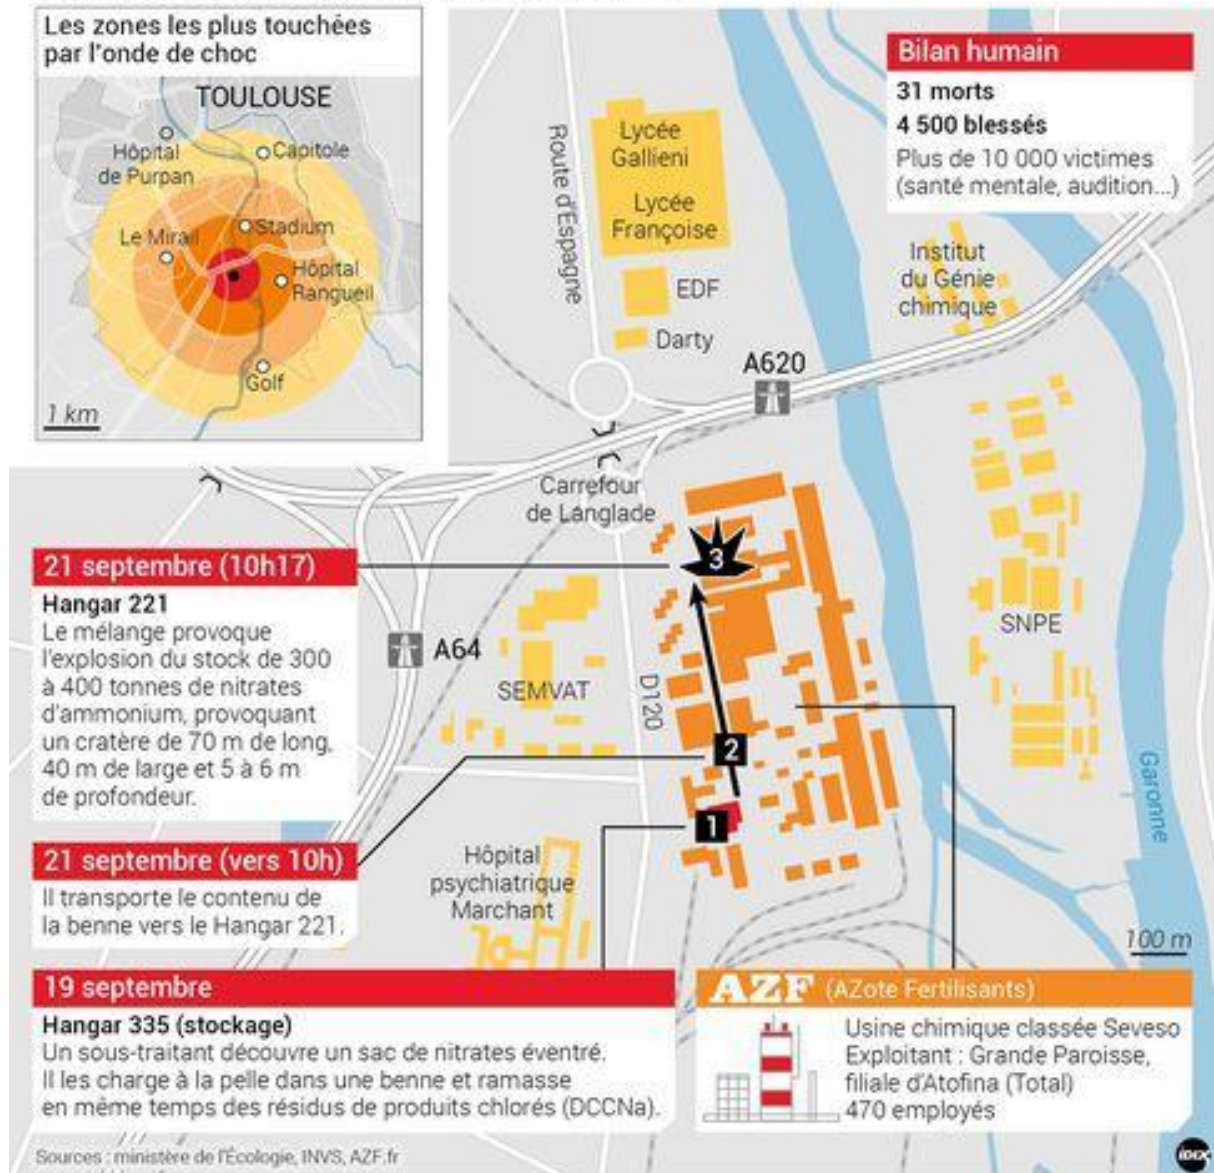 Les zones les plus touchées
par l'onde de choc
TOULOUSE
Hôpital
de Purpan
Capitole
Stadium
Le Mirail
Hôpital
Rangueil
Golf
1 km
Bilan humain
31 morts
4 500 blessés
Plus de 10 000 victimes
(santé mentale, audition...)
Lycée
Gallieni
Lycée
Françoise
Route d'Espagne
EDF
Darty
Institut
du Génie
chimique
A620
Carrefour
de Langlade
21 septembre (10h17)
Hangar 221
Le mélange provoque
l'explosion du stock de 300
à 400 tonnes de nitrates
d'ammonium, provoquant
un cratère de 70 m de long,
40 m de large et 5 à 6 m
de profondeur.
3
A64
SEMVAT
D120
SNPE
2
Garonne
1
21 septembre (vers 10h)
Il transporte le contenu de
la benne vers le Hangar 221.
Hôpital
psychiatrique
Marchant
100 m
19 septembre
Hangar 335 (stockage)
Un sous-traitant découvre un sac de nitrates éventré.
Il les charge à la pelle dans une benne et ramasse
en même temps des résidus de produits chlorés (DCCNa).
AZF (AZote Fertilisants)
Usine chimique classée Seveso
Exploitant : Grande Paroisse,
filiale d'Atofina (Total)
470 employés
Sources : ministère de l'Écologie, INVS, AZF.fr
idix